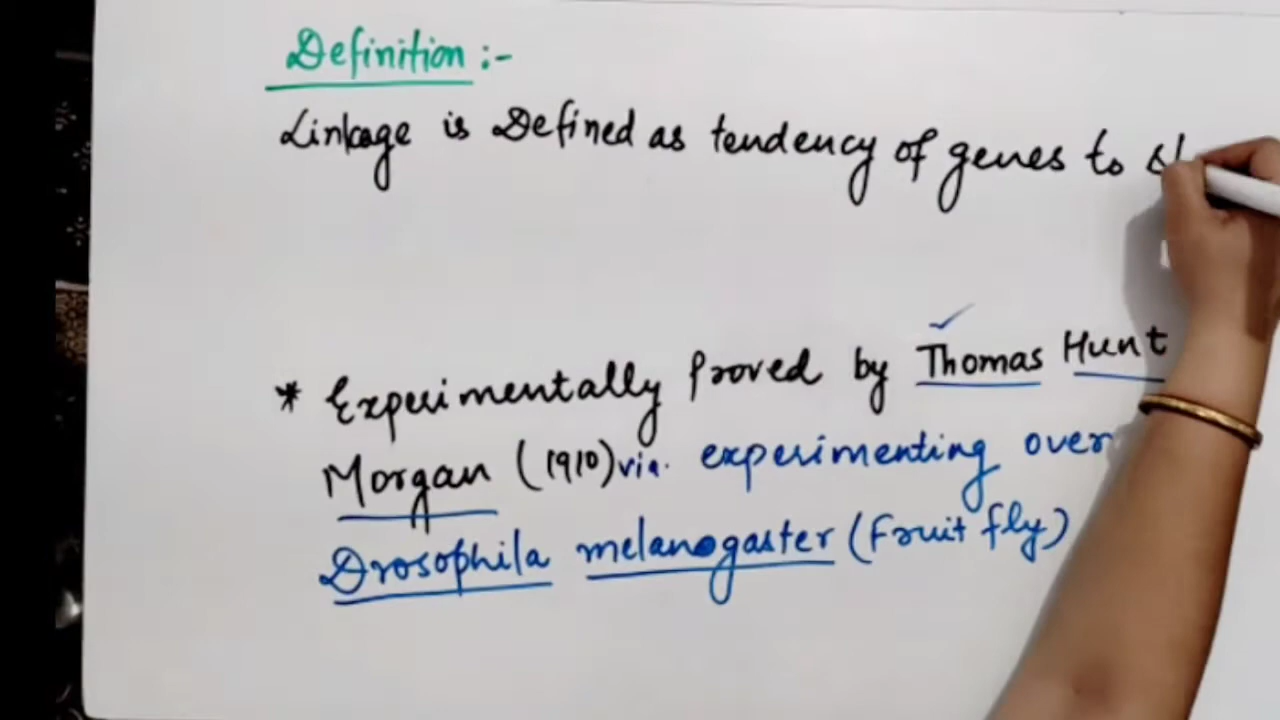 Definition :-
Linkage is Defined as tendency of genes to
* Experimentally Proved by Thomas Hunt
Morgan (1910) via. experimenting over
Drosophila melanogaster (Fruit fly)